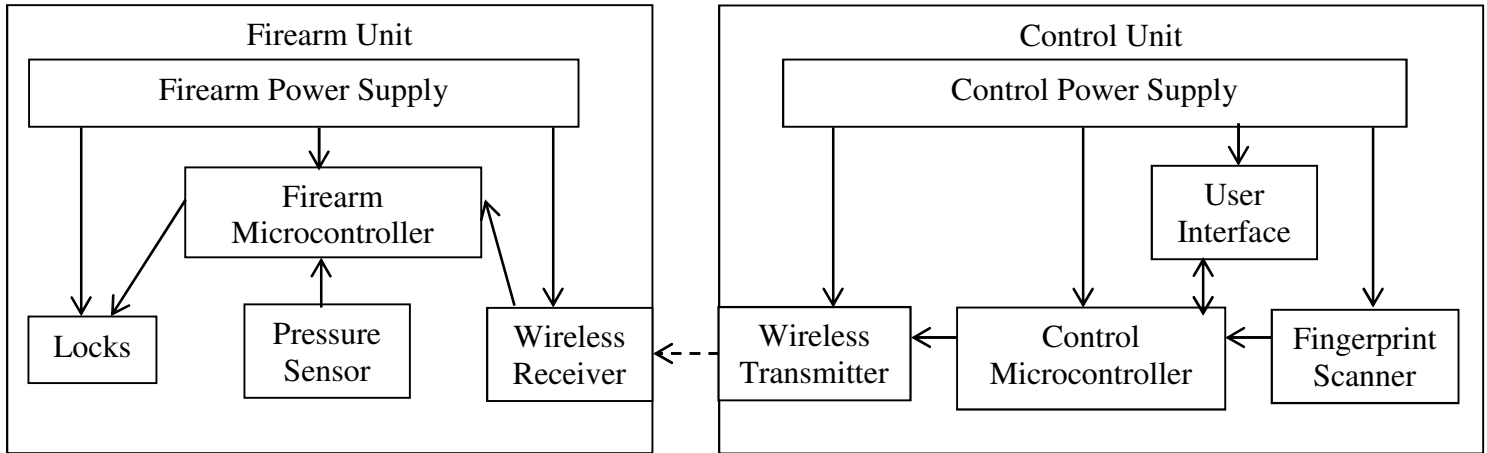 Firearm Unit
Firearm Power Supply
Firearm
Microcontroller
Locks
Pressure
Sensor
Wireless
Receiver
Control Unit
Control Power Supply
User
Interface
Wireless
Transmitter
Control
Microcontroller
Fingerprint
Scanner